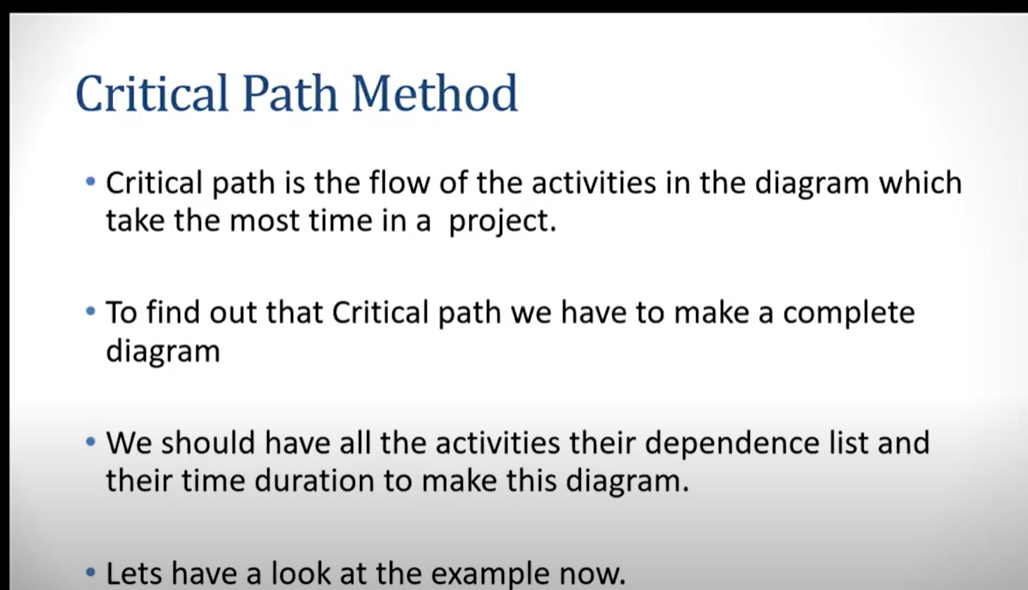 Critical Path Method
• Critical path is the flow of the activities in the diagram which
take the most time in a  project.
• To find out that Critical path we have to make a complete
diagram
• We should have all the activities their dependence list and
their time duration to make this diagram.
• Lets have a look at the example now.